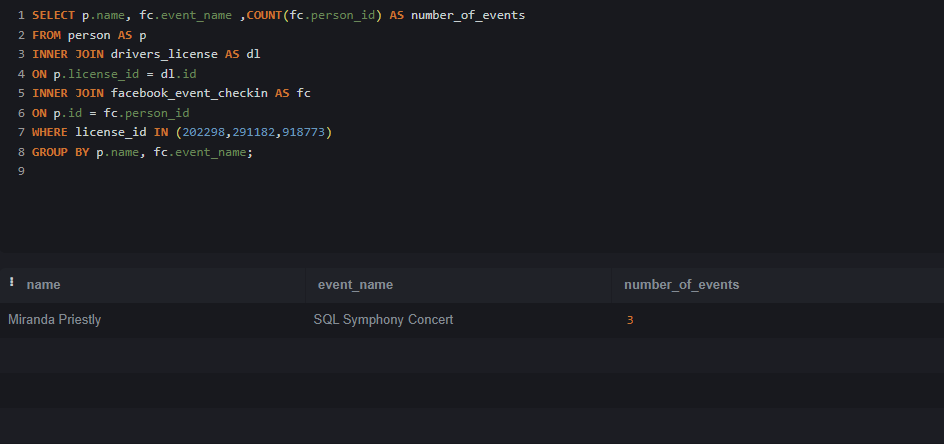 1 SELECT p.name, fc.event_name ,COUNT(fc.person_id) AS number_of_events
2 FROM person AS p
3 INNER JOIN drivers_license AS dl
4 ON p.license_id = dl.id
5 INNER JOIN facebook_event_checkin AS fc
6 ON p.id = fc.person_id
7 WHERE license_id IN (202298,291182,918773)
8 GROUP BY p.name, fc.event_name;
9
name event_name number_of_events
Miranda Priestly SQL Symphony Concert 3